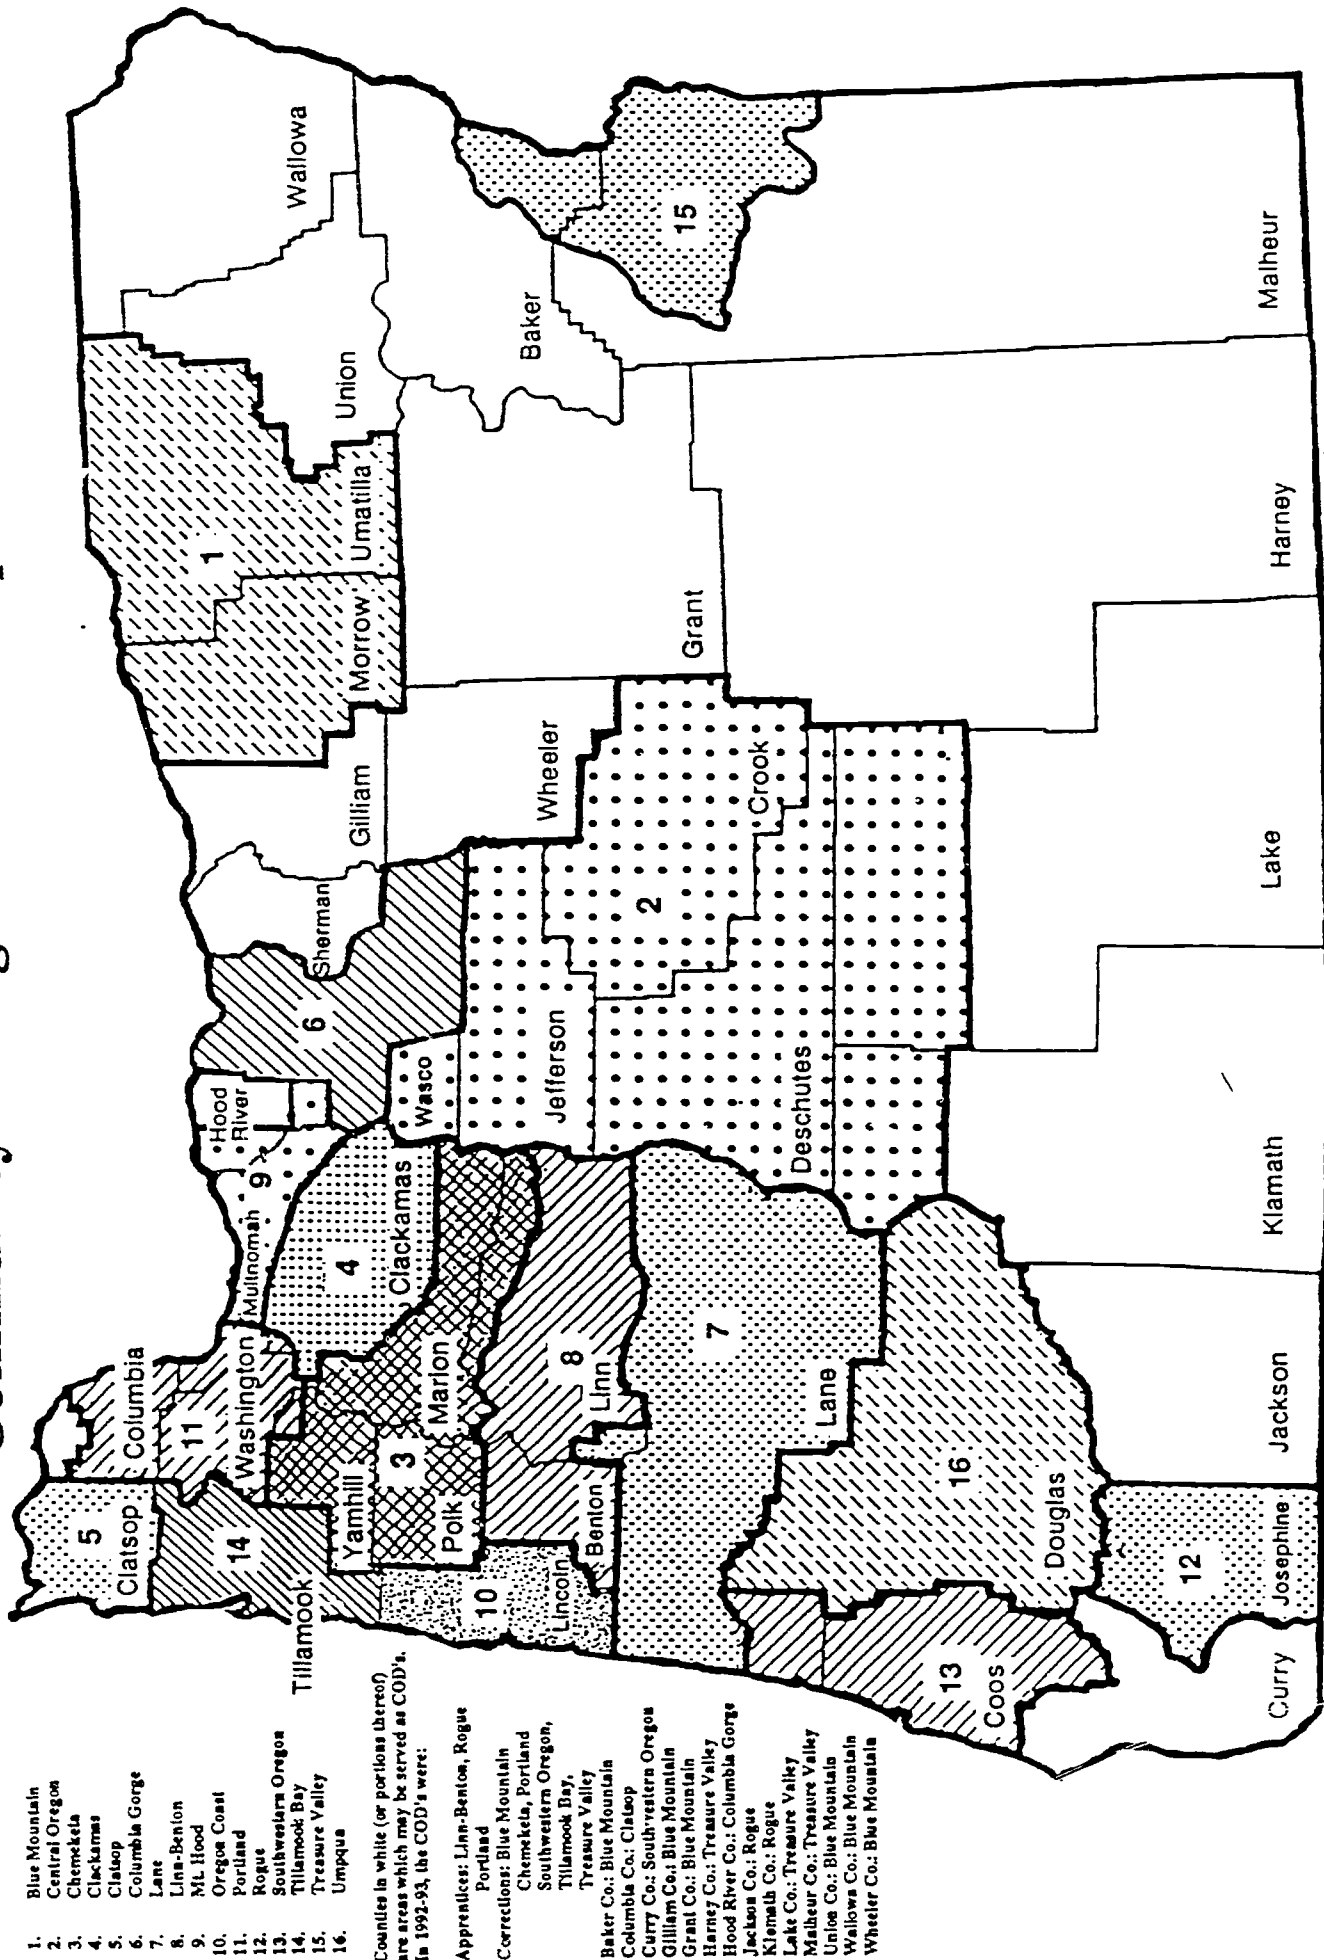 1. Blue Mountain
2. Central Oregon
3. Chemeketa
4. Clackamas
5. Clatsop
6. Columbia Gorge
7. Lane
8. Linn-Benton
9. Mt. Hood
10. Oregon Coast
11. Portland
12. Rogue
13. Southwestern Oregon
14. Tillamook Bay
15. Treasure Valley
16. Umpqua
Counties in white (or portions thereof)
are areas which may be served as COD's.
In 1992-93, the COD's were:
Apprentices: Linn-Benton, Rogue
Portland
Corrections: Blue Mountain
Chemeketa, Portland
Southwestern Oregon,
Tillamook Bay,
Treasure Valley
Baker Co.: Blue Mountain
Columbia Co.: Clatsop
Curry Co.: Southwestern Oregon
Gilliam Co.: Blue Mountain
Grant Co.: Blue Mountain
Harney Co.: Treasure Valley
Hood River Co.: Columbia Gorge
Jackson Co.: Rogue
Klamath Co.: Rogue
Lake Co.: Treasure Valley
Malheur Co.: Treasure Valley
Union Co.: Blue Mountain
Wallowa Co.: Blue Mountain
Wheeler Co.: Blue Mountain
5
Clatsop
Columbia
11
Washington
14
Tillamook
Yamhill
3
Polk
Marion
Multnomah
9
Hood
River
4
Clackamas
6
Sherman
Wasco
Gilliam
Morrow
1
Umatilla
Union
Wallowa
10
Lincoln
Benton
8
Linn
Jefferson
Wheeler
Grant
Baker
15
7
Lane
2
Crook
Deschutes
13
Coos
16
Douglas
12
Curry
Josephine
Jackson
Klamath
Lake
Harney
Malheur